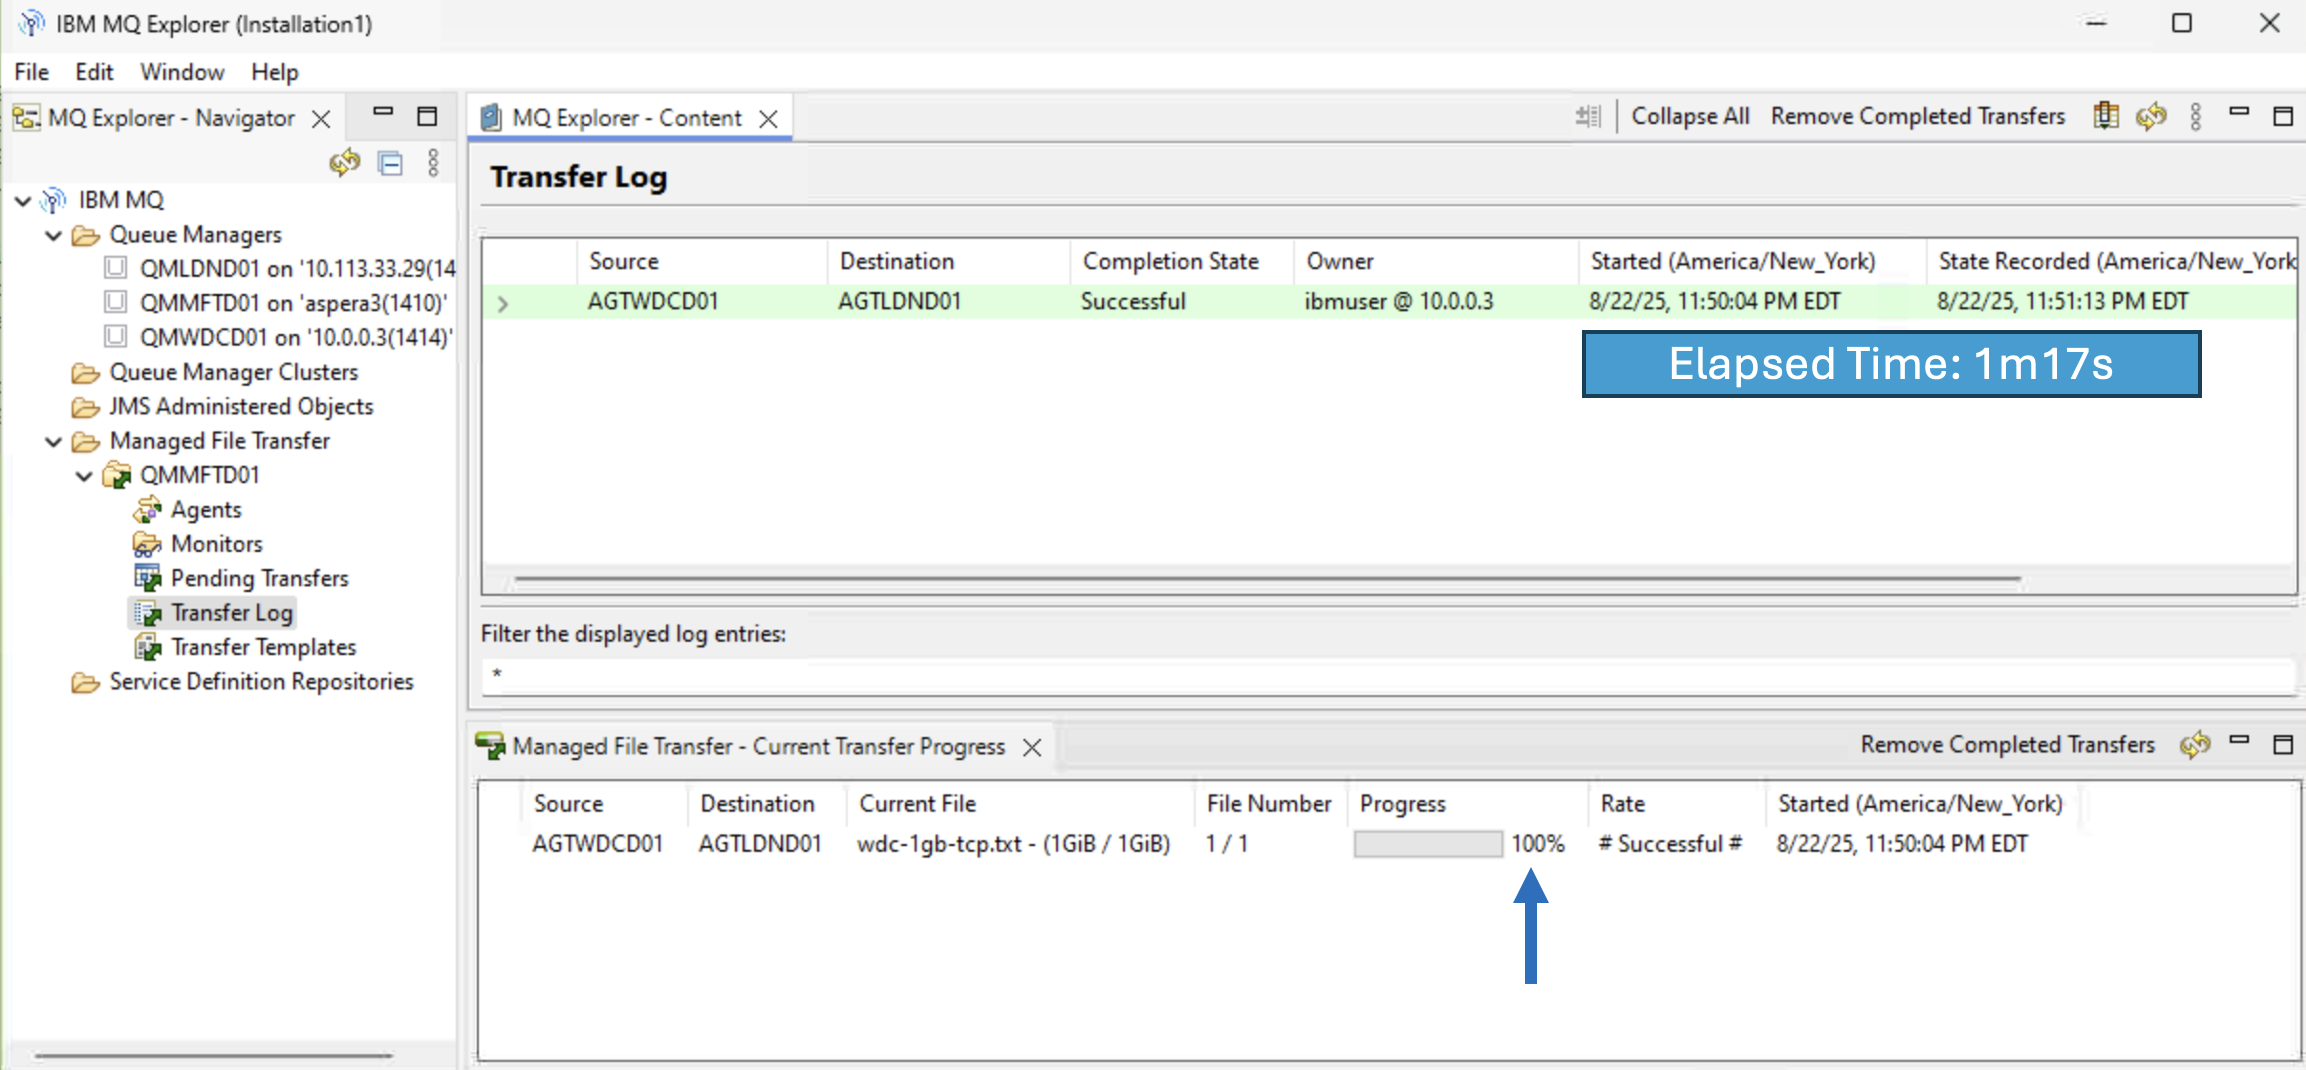 IBM MQ Explorer (Installation1)
File Edit Window Help
MQ Explorer - Navigator
IBM MQ
Queue Managers
QMLDND01 on '10.113.33.29(14
QMMFTD01 on 'aspera3(1410)'
QMWDCD01 on '10.0.0.3(1414)'
Queue Manager Clusters
JMS Administered Objects
Managed File Transfer
QMMFTD01
Agents
Monitors
Pending Transfers
Transfer Log
Transfer Templates
Service Definition Repositories
MQ Explorer - Content
Collapse All Remove Completed Transfers
Transfer Log
Source Destination Completion State Owner Started (America/New_York) State Recorded (America/New_York
AGTWDCD01 AGTLDND01 Successful ibmuser @ 10.0.0.3 8/22/25, 11:50:04 PM EDT 8/22/25, 11:51:13 PM EDT
Elapsed Time: 1m17s
Filter the displayed log entries:
*
Managed File Transfer - Current Transfer Progress
Remove Completed Transfers
Source Destination Current File File Number Progress Rate Started (America/New_York)
AGTWDCD01 AGTLDND01 wdc-1gb-tcp.txt - (1GiB / 1GiB) 1 / 1 100% # Successful # 8/22/25, 11:50:04 PM EDT